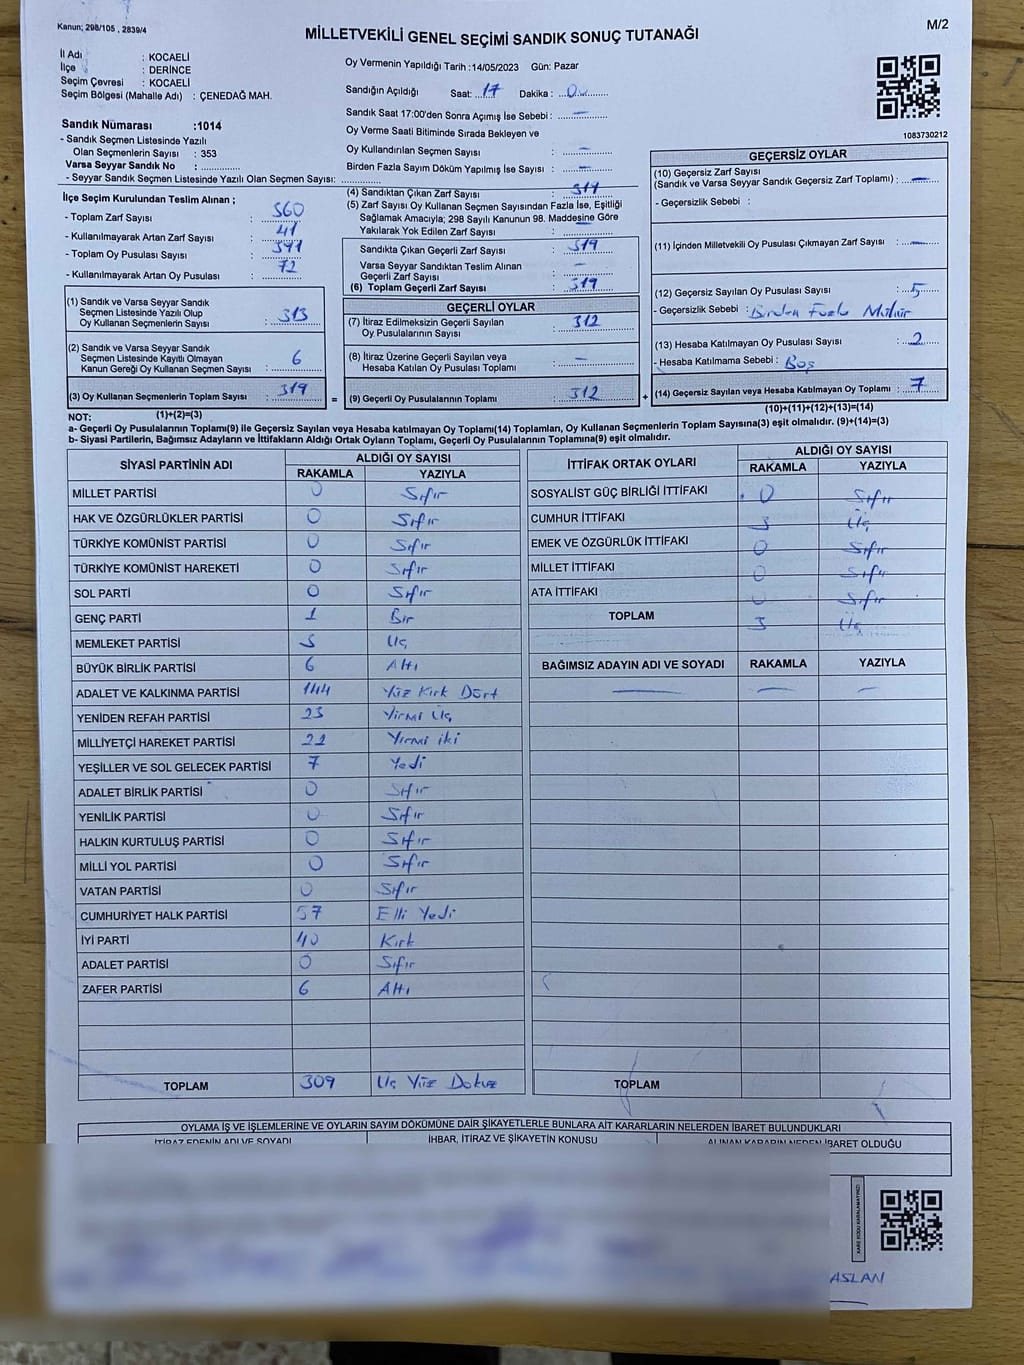 Kanun; 298/105 , 2839/4
MİLLETVEKİLİ GENEL SEÇİMİ SANDIK SONUÇ TUTANAĞI
M/2
İl Adı : KOCAELİ
İlçe : DERİNCE
Seçim Çevresi : KOCAELİ
Seçim Bölgesi (Mahalle Adı) : ÇENEDAĞ MAH.
Sandık Numarası :1014
- Sandık Seçmen Listesinde Yazılı
Olan Seçmenlerin Sayısı : 353
Varsa Seyyar Sandık No :
- Seyyar Sandık Seçmen Listesinde Yazılı Olan Seçmen Sayısı:
Oy Vermenin Yapıldığı Tarih :14/05/2023 Gün: Pazar
Sandığın Açıldığı Saat: 17 Dakika :
Sandık Saat 17:00'den Sonra Açımış İse Sebebi : —
Oy Verme Saati Bitiminde Sırada Bekleyen ve
Oy Kullandırılan Seçmen Sayısı : —
Birden Fazla Sayım Döküm Yapılmış İse Sayısı : —
1083730212
İlçe Seçim Kurulundan Teslim Alınan ;
- Toplam Zarf Sayısı : 360
- Kullanılmayarak Artan Zarf Sayısı : 41
- Toplam Oy Pusulası Sayısı : 391
- Kullanılmayarak Artan Oy Pusulası : 72
(4) Sandıktan Çıkan Zarf Sayısı : 319
(5) Zarf Sayısı Oy Kullanan Seçmen Sayısından Fazla İse, Eşitliği
Sağlamak Amacıyla; 298 Sayılı Kanunun 98. Maddesine Göre
Yakılarak Yok Edilen Zarf Sayısı :
Sandıkta Çıkan Geçerli Zarf Sayısı : 319
Varsa Seyyar Sandıktan Teslim Alınan
Geçerli Zarf Sayısı : —
(6) Toplam Geçerli Zarf Sayısı : 319
GEÇERSİZ OYLAR
(10) Geçersiz Zarf Sayısı
(Sandık ve Varsa Seyyar Sandık Geçersiz Zarf Toplamı) : —
- Geçersizlik Sebebi :
(11) İçinden Milletvekili Oy Pusulası Çıkmayan Zarf Sayısı : —
(12) Geçersiz Sayılan Oy Pusulası Sayısı : 5
- Geçersizlik Sebebi : Birden Fazla Mühür
(13) Hesaba Katılmayan Oy Pusulası Sayısı : 2
- Hesaba Katılmama Sebebi : Boş
(14) Geçersiz Sayılan veya Hesaba Katılmayan Oy Toplamı : 7
(10)+(11)+(12)+(13)=(14)
(1) Sandık ve Varsa Seyyar Sandık
Seçmen Listesinde Yazılı Olup
Oy Kullanan Seçmenlerin Sayısı : 313
(2) Sandık ve Varsa Seyyar Sandık
Seçmen Listesinde Kayıtlı Olmayan
Kanun Gereği Oy Kullanan Seçmen Sayısı : 6
(3) Oy Kullanan Seçmenlerin Toplam Sayısı : 319 =
(1)+(2)=(3)
GEÇERLİ OYLAR
(7) İtiraz Edilmeksizin Geçerli Sayılan
Oy Pusulalarının Sayısı : 312
(8) İtiraz Üzerine Geçerli Sayılan veya
Hesaba Katılan Oy Pusulası Toplamı : —
(9) Geçerli Oy Pusulalarının Toplamı : 312 +
NOT:
a- Geçerli Oy Pusulalarının Toplamı(9) ile Geçersiz Sayılan veya Hesaba katılmayan Oy Toplamı(14) Toplamları, Oy Kullanan Seçmenlerin Toplam Sayısına(3) eşit olmalıdır. (9)+(14)=(3)
b- Siyasi Partilerin, Bağımsız Adayların ve İttifakların Aldığı Ortak Oyların Toplamı, Geçerli Oy Pusulalarının Toplamına(9) eşit olmalıdır.
SİYASİ PARTİNİN ADI ALDIĞI OY SAYISI
RAKAMLA YAZIYLA
MİLLET PARTİSİ 0 Sıfır
HAK VE ÖZGÜRLÜKLER PARTİSİ 0 Sıfır
TÜRKİYE KOMÜNİST PARTİSİ 0 Sıfır
TÜRKİYE KOMÜNİST HAREKETİ 0 Sıfır
SOL PARTİ 0 Sıfır
GENÇ PARTİ 1 Bir
MEMLEKET PARTİSİ 3 Üç
BÜYÜK BİRLİK PARTİSİ 6 Altı
ADALET VE KALKINMA PARTİSİ 144 Yüz Kırk Dört
YENİDEN REFAH PARTİSİ 23 Yirmi Üç
MİLLİYETÇİ HAREKET PARTİSİ 22 Yirmi iki
YEŞİLLER VE SOL GELECEK PARTİSİ 7 Yedi
ADALET BİRLİK PARTİSİ 0 Sıfır
YENİLİK PARTİSİ 0 Sıfır
HALKIN KURTULUŞ PARTİSİ 0 Sıfır
MİLLİ YOL PARTİSİ 0 Sıfır
VATAN PARTİSİ 0 Sıfır
CUMHURİYET HALK PARTİSİ 57 Elli Yedi
İYİ PARTİ 40 Kırk
ADALET PARTİSİ 0 Sıfır
ZAFER PARTİSİ 6 Altı
TOPLAM 309 Üç Yüz Dokuz
İTTİFAK ORTAK OYLARI ALDIĞI OY SAYISI
RAKAMLA YAZIYLA
SOSYALİST GÜÇ BİRLİĞİ İTTİFAKI 0 Sıfır
CUMHUR İTTİFAKI 3 Üç
EMEK VE ÖZGÜRLÜK İTTİFAKI 0 Sıfır
MİLLET İTTİFAKI 0 Sıfır
ATA İTTİFAKI 0 Sıfır
TOPLAM 3 Üç
BAĞIMSIZ ADAYIN ADI VE SOYADI RAKAMLA YAZIYLA
— — —
TOPLAM
OYLAMA İŞ VE İŞLEMLERİNE VE OYLARIN SAYIM DÖKÜMÜNE DAİR ŞİKAYETLERLE BUNLARA AİT KARARLARIN NELERDEN İBARET BULUNDUKLARI
İTİRAZ EDENİN ADI VE SOYADI İHBAR, İTİRAZ VE ŞİKAYETİN KONUSU ALINAN KARARIN NEDEN İBARET OLDUĞU
KARE KODU KARALAMAYINIZ!
ASLAN